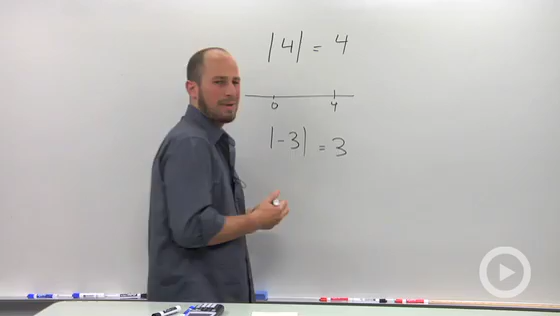 |4| = 4
0 4
|-3| = 3